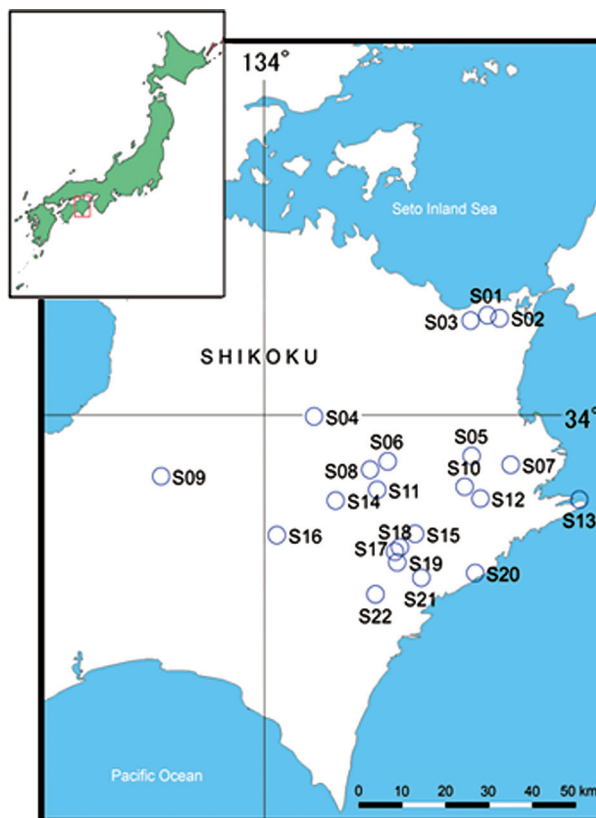 134°
Seto Inland Sea
S01
S03
S02
SHIKOKU
S04
34°
S05
S06
S07
S08
S09
S10
S11
S12
S13
S14
S18
S15
S16
S17
S19
S20
S21
S22
Pacific Ocean
0 10 20 30 40 50 km